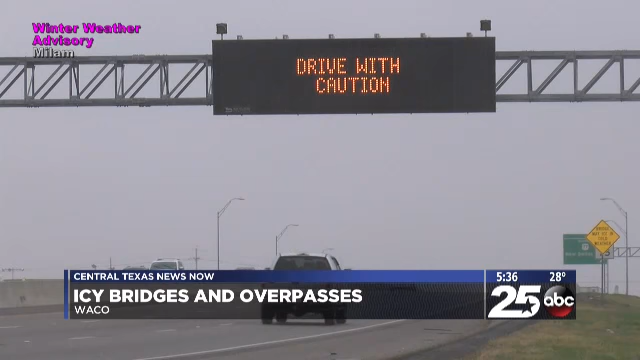 Winter Weather
Advisory
Milam
DRIVE WITH
CAUTION
CENTRAL TEXAS NEWS NOW
5:36
28°
ICY BRIDGES AND OVERPASSES
WACO
25
abc